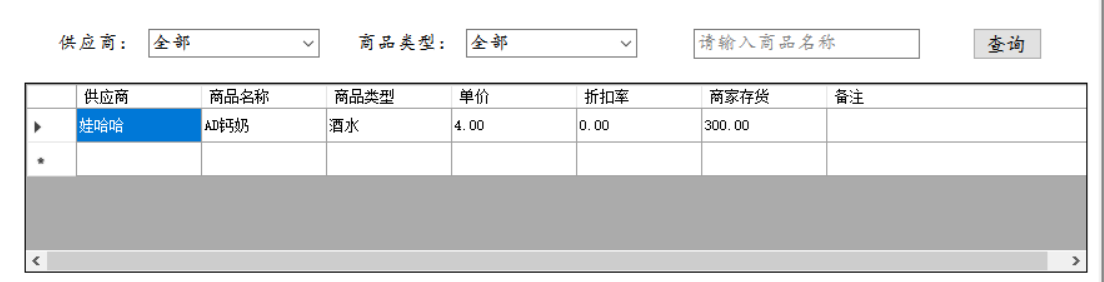 供应商: 全部 商品类型: 全部 请输入商品名称 查询
供应商 商品名称 商品类型 单价 折扣率 商家存货 备注
娃哈哈 AD钙奶 酒水 4.00 0.00 300.00